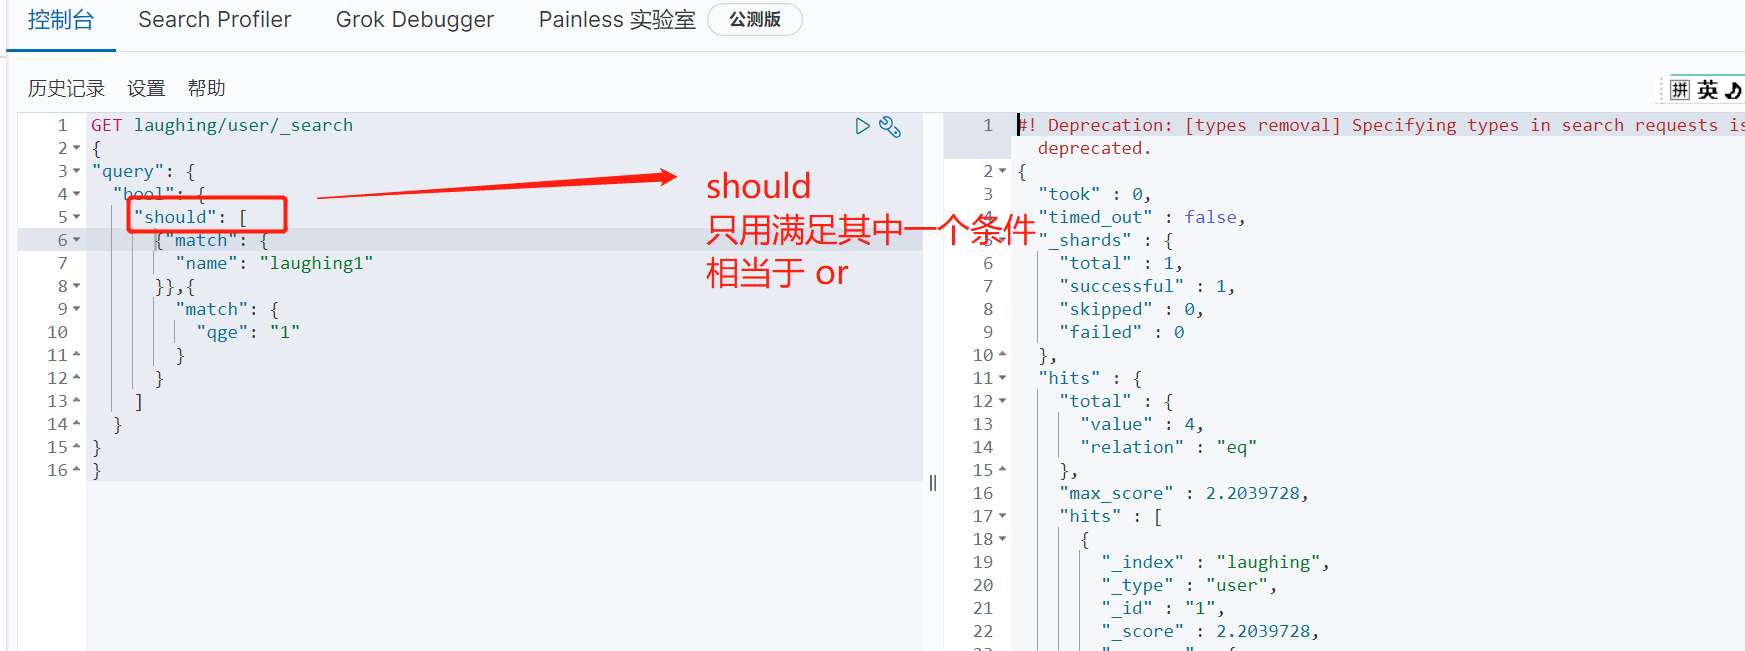 控制台 Search Profiler Grok Debugger Painless 实验室 公测版
历史记录 设置 帮助
拼 英
1 GET laughing/user/_search
2 {
3 "query": {
4 "bool": {
5 "should": [
6 {"match": {
7 "name": "laughing1"
8 }},{
9 "match": {
10 "qge": "1"
11 }
12 }
13 ]
14 }
15 }
16 }
should
只用满足其中一个条件
相当于 or
1 #! Deprecation: [types removal] Specifying types in search requests is
deprecated.
2 {
3 "took" : 0,
4 "timed_out" : false,
5 "_shards" : {
6 "total" : 1,
7 "successful" : 1,
8 "skipped" : 0,
9 "failed" : 0
10 },
11 "hits" : {
12 "total" : {
13 "value" : 4,
14 "relation" : "eq"
15 },
16 "max_score" : 2.2039728,
17 "hits" : [
18 {
19 "_index" : "laughing",
20 "_type" : "user",
21 "_id" : "1",
22 "_score" : 2.2039728,